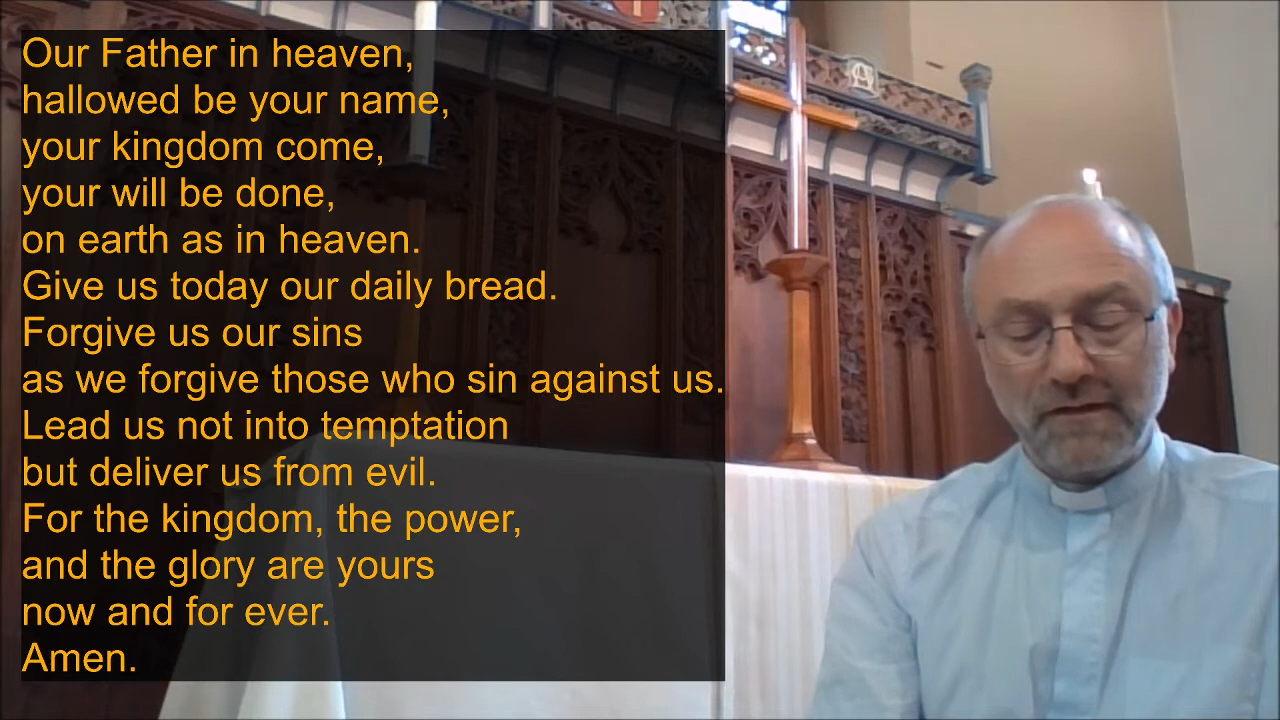 Our Father in heaven,
hallowed be your name,
your kingdom come,
your will be done,
on earth as in heaven.
Give us today our daily bread.
Forgive us our sins
as we forgive those who sin against us.
Lead us not into temptation
but deliver us from evil.
For the kingdom, the power,
and the glory are yours
now and for ever.
Amen.